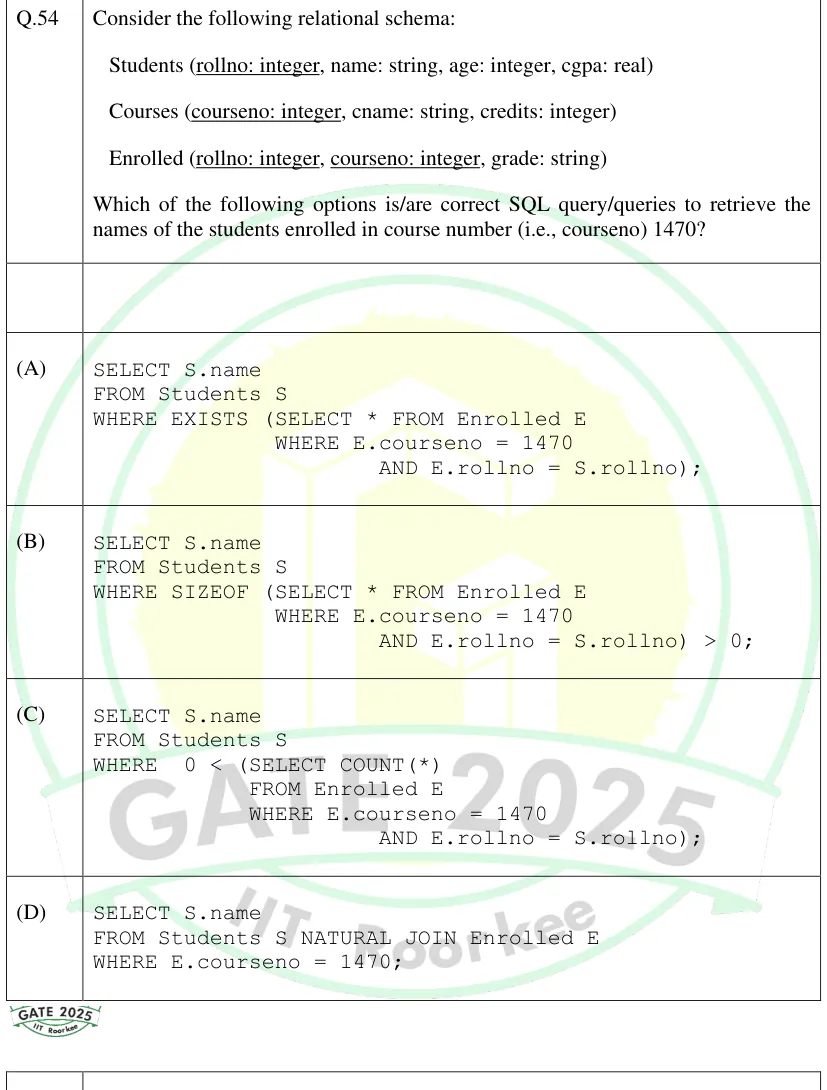 Q.54 Consider the following relational schema:
Students (rollno: integer, name: string, age: integer, cgpa: real)
Courses (courseno: integer, cname: string, credits: integer)
Enrolled (rollno: integer, courseno: integer, grade: string)
Which of the following options is/are correct SQL query/queries to retrieve the
names of the students enrolled in course number (i.e., courseno) 1470?
(A) SELECT S.name
FROM Students S
WHERE EXISTS (SELECT * FROM Enrolled E
WHERE E.courseno = 1470
AND E.rollno = S.rollno);
(B) SELECT S.name
FROM Students S
WHERE SIZEOF (SELECT * FROM Enrolled E
WHERE E.courseno = 1470
AND E.rollno = S.rollno) > 0;
(C) SELECT S.name
FROM Students S
WHERE 0 < (SELECT COUNT(*)
FROM Enrolled E
WHERE E.courseno = 1470
AND E.rollno = S.rollno);
GATE 2025
(D) SELECT S.name
FROM Students S NATURAL JOIN Enrolled E
WHERE E.courseno = 1470;
IIT Roorkee
GATE 2025
IIT Roorkee